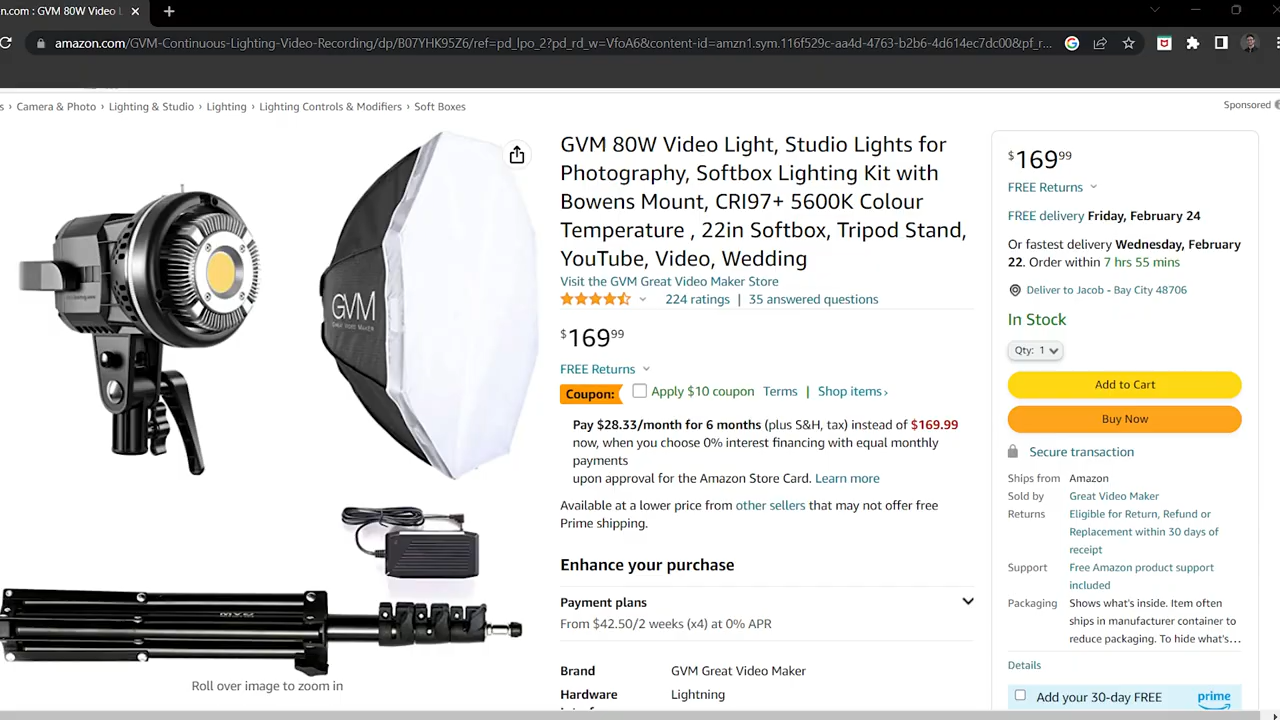 n.com : GVM 80W Video L
amazon.com/GVM-Continuous-Lighting-Video-Recording/dp/B07YHK95Z6/ref=pd_lpo_2?pd_rd_w=VfoA6&content-id=amzn1.sym.116f529c-aa4d-4763-b2b6-4d614ec7dc00&pf_r...
s › Camera & Photo › Lighting & Studio › Lighting › Lighting Controls & Modifiers › Soft Boxes
Sponsored
GVM
GREAT VIDEO MAKER
Roll over image to zoom in
GVM 80W Video Light, Studio Lights for
Photography, Softbox Lighting Kit with
Bowens Mount, CRI97+ 5600K Colour
Temperature , 22in Softbox, Tripod Stand,
YouTube, Video, Wedding
Visit the GVM Great Video Maker Store
224 ratings | 35 answered questions
$169.99
FREE Returns
Coupon: Apply $10 coupon Terms | Shop items ›
Pay $28.33/month for 6 months (plus S&H, tax) instead of $169.99
now, when you choose 0% interest financing with equal monthly
payments
upon approval for the Amazon Store Card. Learn more
Available at a lower price from other sellers that may not offer free
Prime shipping.
Enhance your purchase
Payment plans
From $42.50/2 weeks (x4) at 0% APR
Brand GVM Great Video Maker
Hardware Lightning
$169.99
FREE Returns
FREE delivery Friday, February 24
Or fastest delivery Wednesday, February
22. Order within 7 hrs 55 mins
Deliver to Jacob - Bay City 48706
In Stock
Qty: 1
Add to Cart
Buy Now
Secure transaction
Ships from Amazon
Sold by Great Video Maker
Returns Eligible for Return, Refund or
Replacement within 30 days of
receipt
Support Free Amazon product support
included
Packaging Shows what's inside. Item often
ships in manufacturer container to
reduce packaging. To hide what's...
Details
Add your 30-day FREE prime